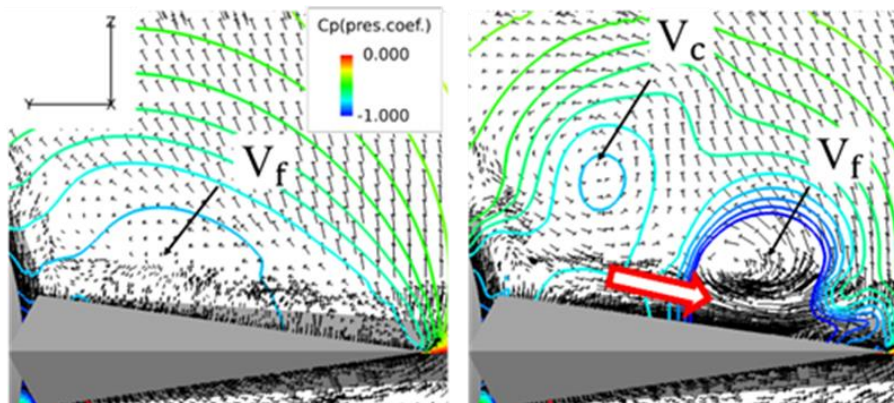 Z
Y
X
Cp(pres.coef.)
0.000
-1.000
Vf
Vc
Vf